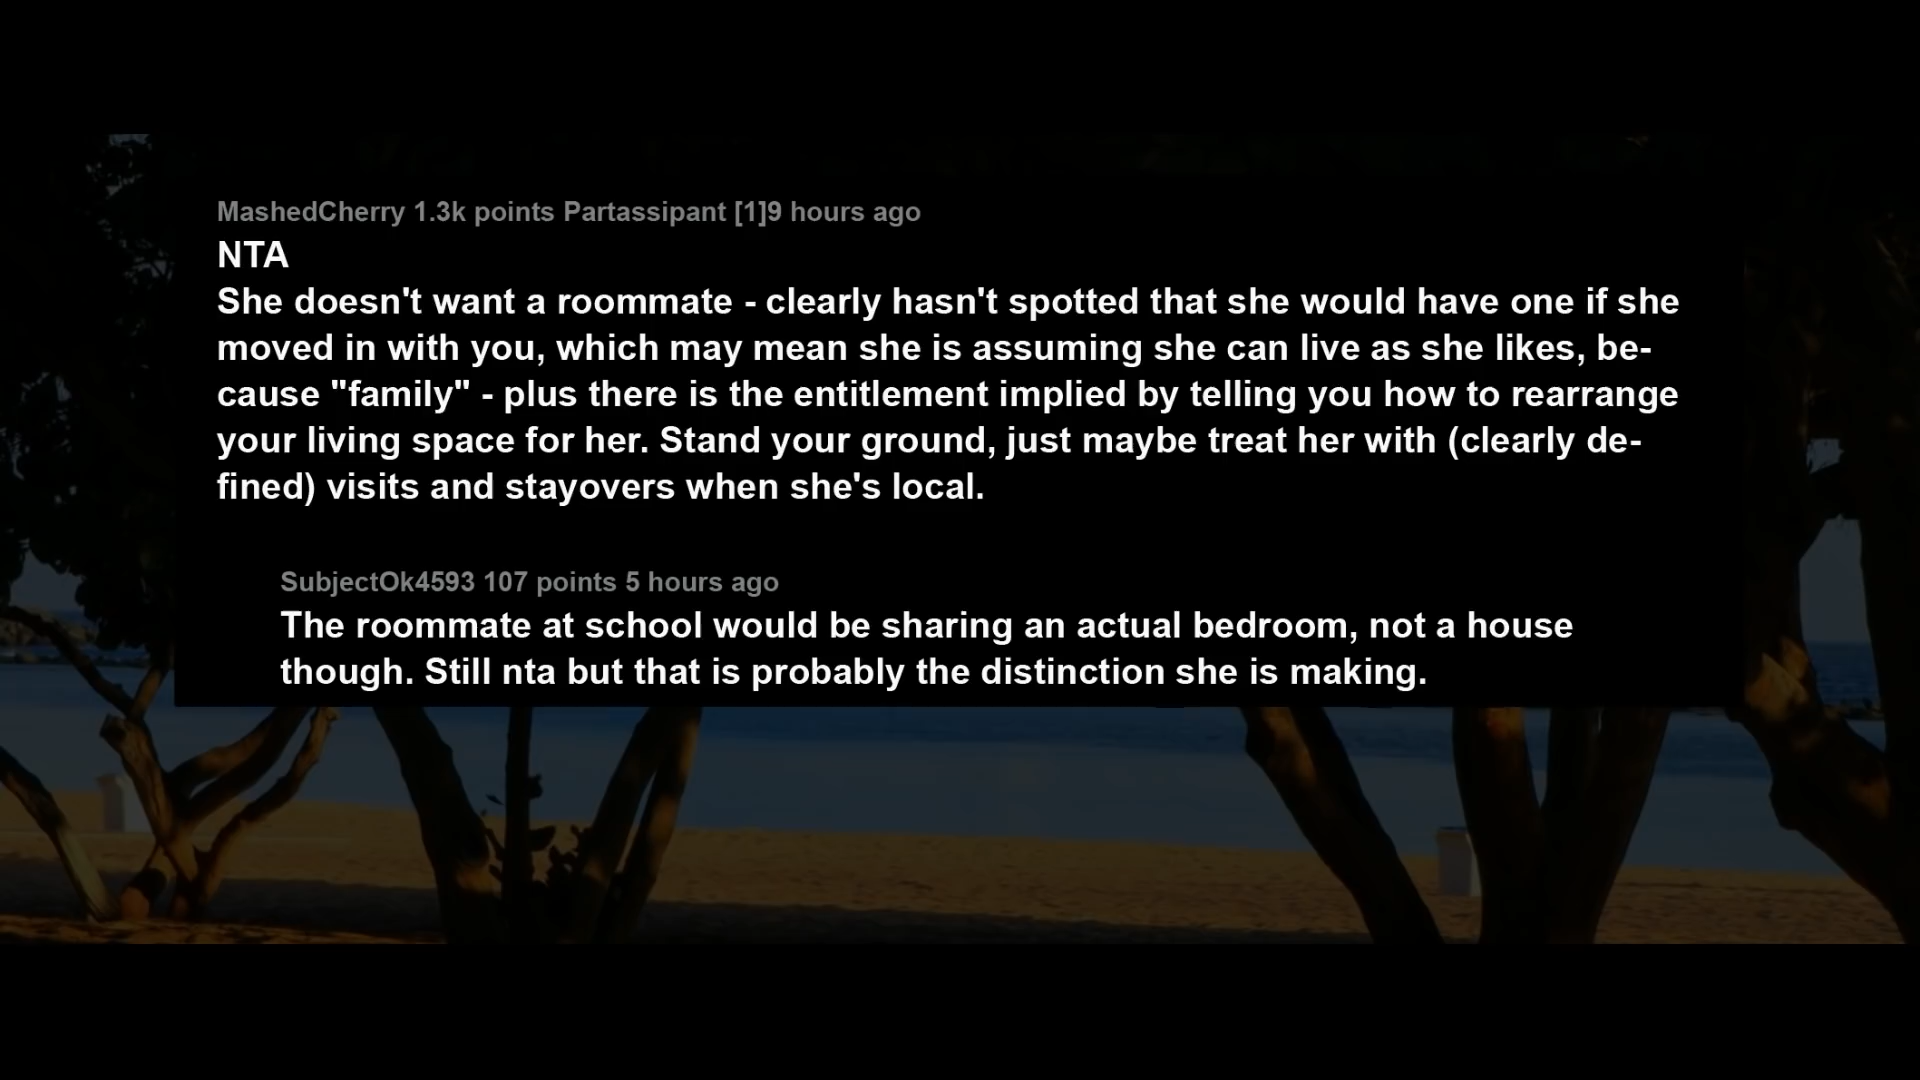 MashedCherry 1.3k points Partassipant [1]9 hours ago
NTA
She doesn't want a roommate - clearly hasn't spotted that she would have one if she
moved in with you, which may mean she is assuming she can live as she likes, be-
cause "family" - plus there is the entitlement implied by telling you how to rearrange
your living space for her. Stand your ground, just maybe treat her with (clearly de-
fined) visits and stayovers when she's local.
SubjectOk4593 107 points 5 hours ago
The roommate at school would be sharing an actual bedroom, not a house
though. Still nta but that is probably the distinction she is making.